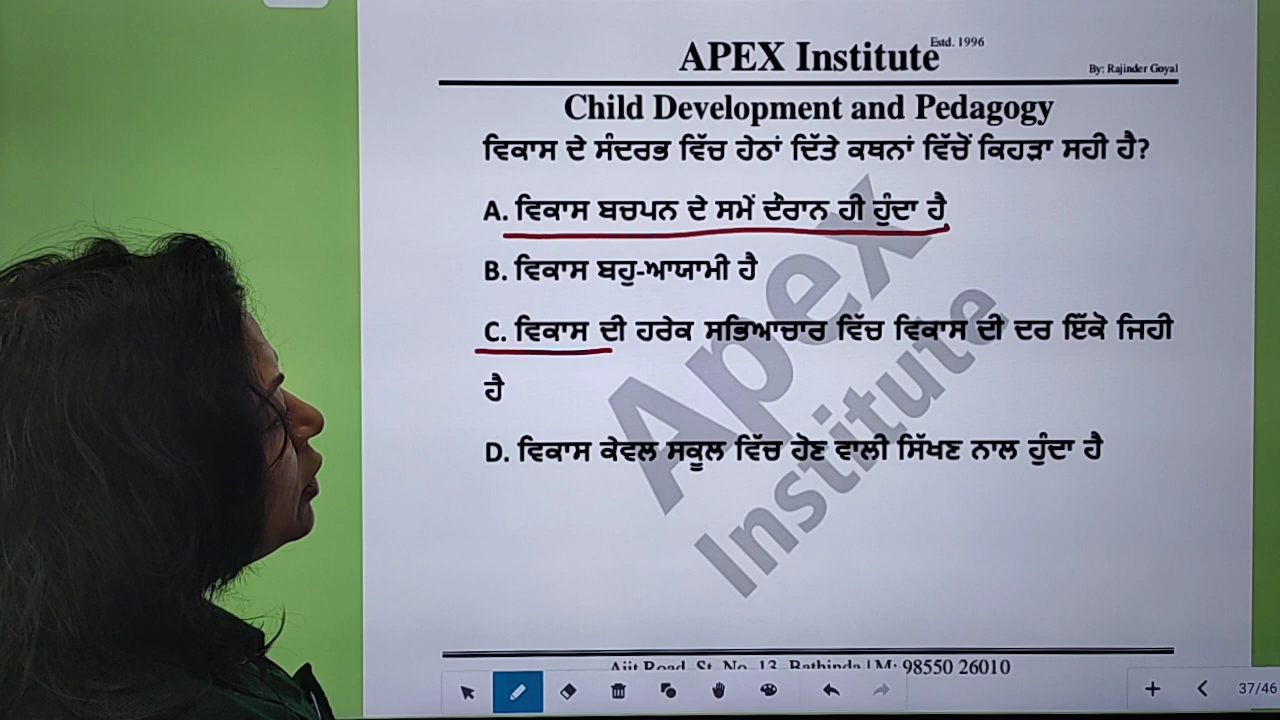 APEX Institute Estd. 1996
By: Rajinder Goyal
Child Development and Pedagogy
ਵਿਕਾਸ ਦੇ ਸੰਦਰਭ ਵਿੱਚ ਹੇਠਾਂ ਦਿੱਤੇ ਕਥਨਾਂ ਵਿੱਚੋਂ ਕਿਹੜਾ ਸਹੀ ਹੈ?
A. ਵਿਕਾਸ ਬਚਪਨ ਦੇ ਸਮੇਂ ਦੌਰਾਨ ਹੀ ਹੁੰਦਾ ਹੈ
B. ਵਿਕਾਸ ਬਹੁ-ਆਯਾਮੀ ਹੈ
C. ਵਿਕਾਸ ਦੀ ਹਰੇਕ ਸਭਿਆਚਾਰ ਵਿੱਚ ਵਿਕਾਸ ਦੀ ਦਰ ਇੱਕੋ ਜਿਹੀ
ਹੈ
D. ਵਿਕਾਸ ਕੇਵਲ ਸਕੂਲ ਵਿੱਚ ਹੋਣ ਵਾਲੀ ਸਿੱਖਣ ਨਾਲ ਹੁੰਦਾ ਹੈ
Apex
Institute
Ajit Road, St. No. 13, Bathinda | M: 98550 26010
37/46